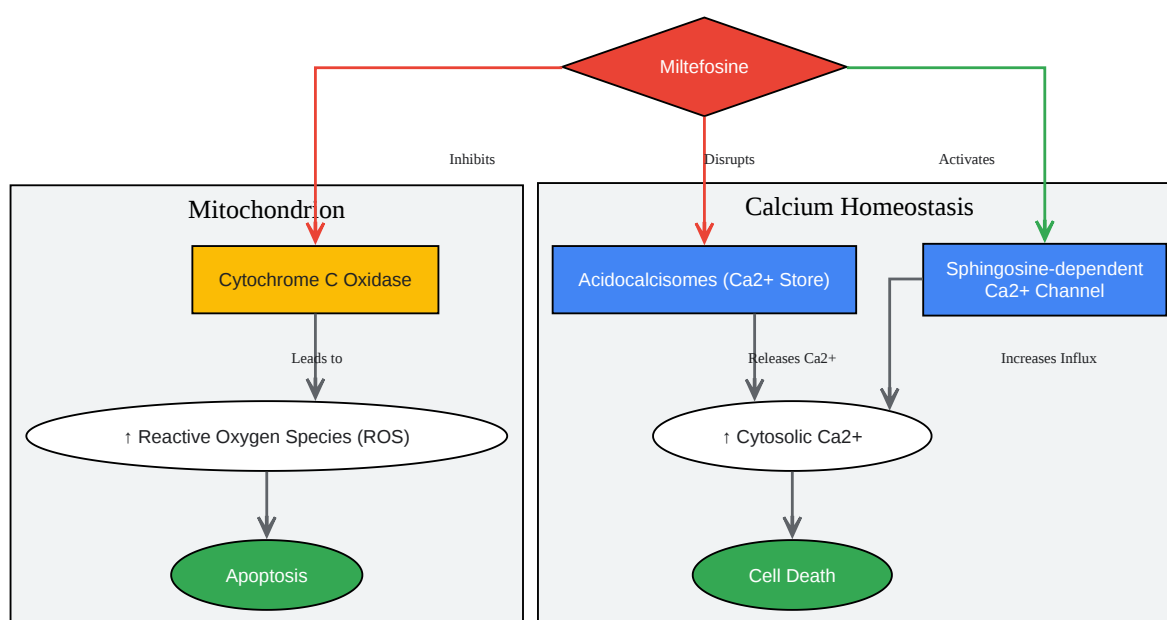 Miltefosine
Inhibits
Disrupts
Activates
Mitochondrion
Calcium Homeostasis
Cytochrome C Oxidase
Acidocalcisomes (Ca2+ Store)
Sphingosine-dependent
Ca2+ Channel
Leads to
Releases Ca2+
Increases Influx
↑ Reactive Oxygen Species (ROS)
↑ Cytosolic Ca2+
Apoptosis
Cell Death